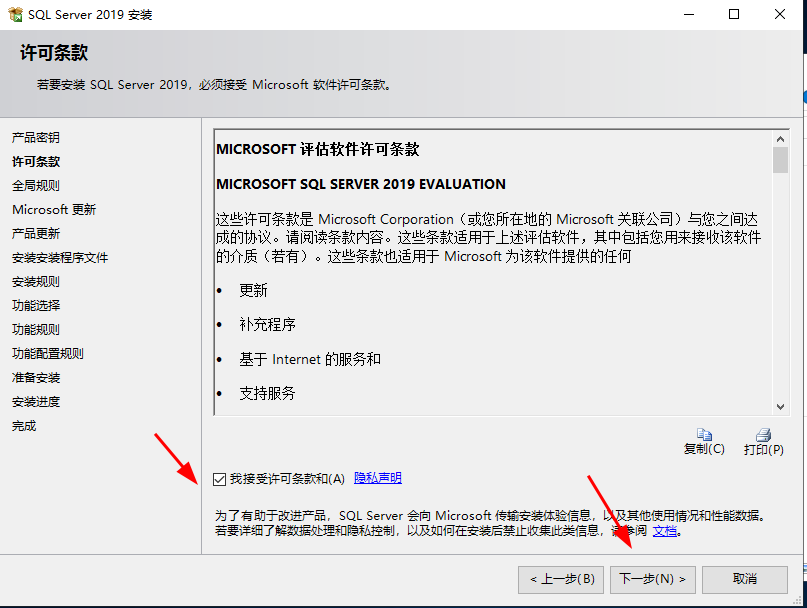 SQL Server 2019 安装
许可条款
若要安装 SQL Server 2019，必须接受 Microsoft 软件许可条款。
产品密钥
许可条款
全局规则
Microsoft 更新
产品更新
安装安装程序文件
安装规则
功能选择
功能规则
功能配置规则
准备安装
安装进度
完成
MICROSOFT 评估软件许可条款
MICROSOFT SQL SERVER 2019 EVALUATION
这些许可条款是 Microsoft Corporation（或您所在地的 Microsoft 关联公司）与您之间达
成的协议。请阅读条款内容。这些条款适用于上述评估软件，其中包括您用来接收该软件
的介质（若有）。这些条款也适用于 Microsoft 为该软件提供的任何
• 更新
• 补充程序
• 基于 Internet 的服务和
• 支持服务
复制(C) 打印(P)
我接受许可条款和(A) 隐私声明
为了有助于改进产品，SQL Server 会向 Microsoft 传输安装体验信息，以及其他使用情况和性能数据。
若要详细了解数据处理和隐私控制，以及如何在安装后禁止收集此类信息，请参阅 文档。
< 上一步(B) 下一步(N) > 取消